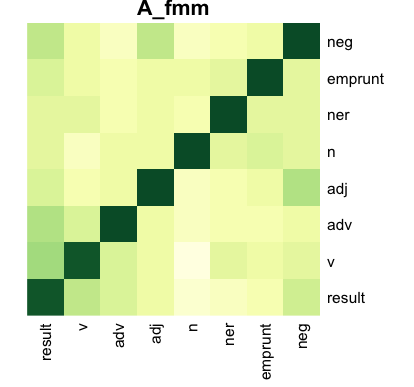 A_fmm
neg
emprunt
ner
n
adj
adv
v
result
result
v
adv
adj
n
ner
emprunt
neg